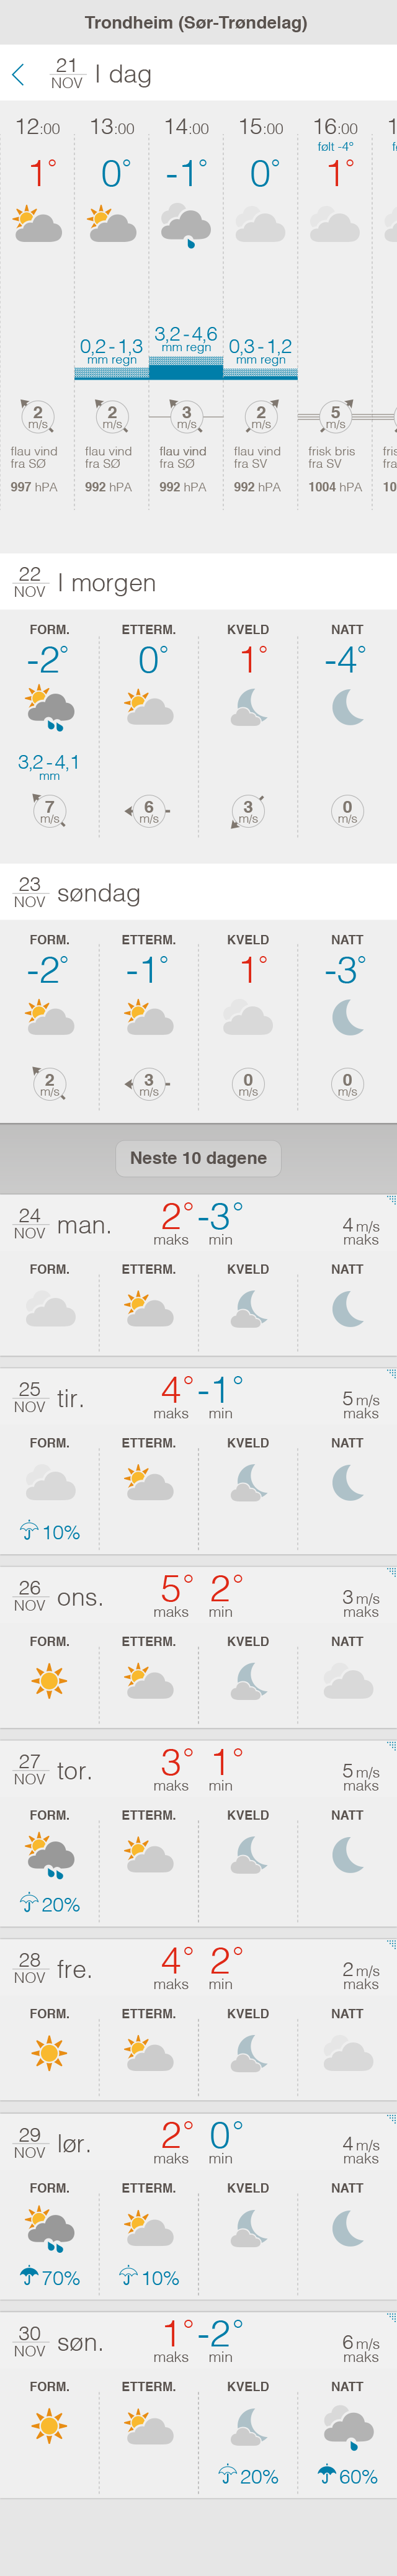 Trondheim (Sør-Trøndelag)
21
NOV
I dag
12:00 13:00 14:00 15:00 16:00 1
følt -4° f
1° 0° -1° 0° 1°
0,2-1,3 3,2-4,6 0,3-1,2
mm regn mm regn mm regn
2 2 3 2 5
m/s m/s m/s m/s m/s
flau vind flau vind flau vind flau vind frisk bris fris
fra SØ fra SØ fra SØ fra SV fra SV fra
997 hPA 992 hPA 992 hPA 992 hPA 1004 hPA 10
22
NOV
I morgen
FORM. ETTERM. KVELD NATT
-2° 0° 1° -4°
3,2-4,1
mm
7 6 3 0
m/s m/s m/s m/s
23
NOV
søndag
FORM. ETTERM. KVELD NATT
-2° -1° 1° -3°
2 3 0 0
m/s m/s m/s m/s
Neste 10 dagene
24
NOV
man.
2° -3°
maks min
4 m/s
maks
FORM. ETTERM. KVELD NATT
25
NOV
tir.
4° -1°
maks min
5 m/s
maks
FORM. ETTERM. KVELD NATT
10%
26
NOV
ons.
5° 2°
maks min
3 m/s
maks
FORM. ETTERM. KVELD NATT
27
NOV
tor.
3° 1°
maks min
5 m/s
maks
FORM. ETTERM. KVELD NATT
20%
28
NOV
fre.
4° 2°
maks min
2 m/s
maks
FORM. ETTERM. KVELD NATT
29
NOV
lør.
2° 0°
maks min
4 m/s
maks
FORM. ETTERM. KVELD NATT
70% 10%
30
NOV
søn.
1° -2°
maks min
6 m/s
maks
FORM. ETTERM. KVELD NATT
20% 60%